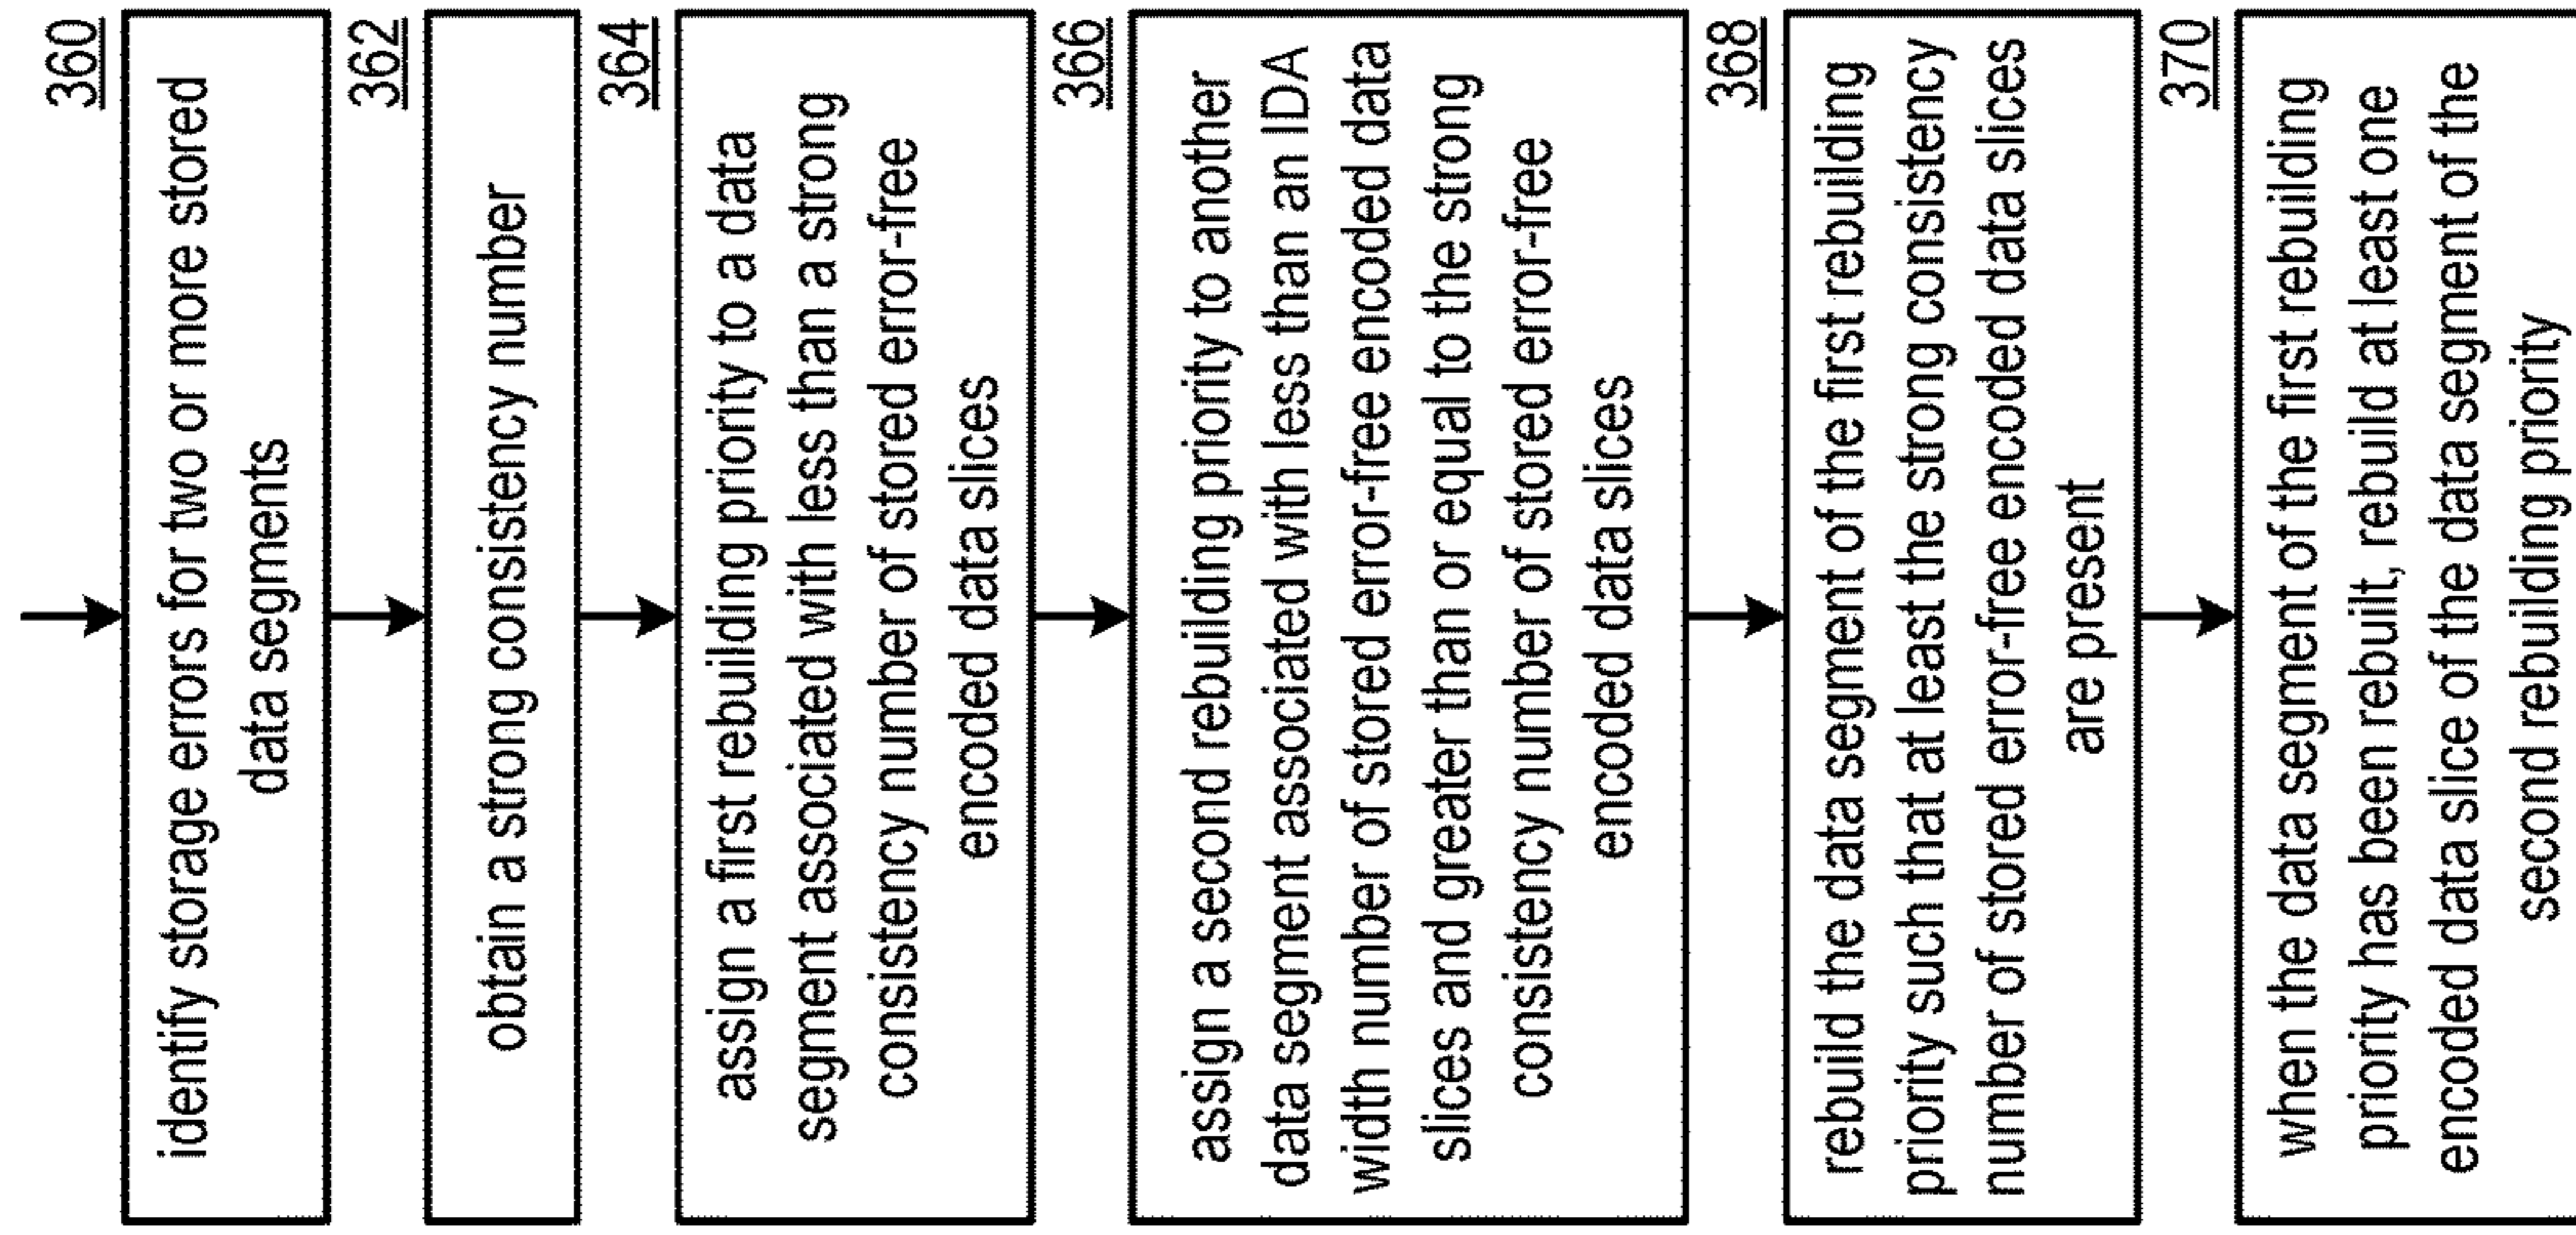 360
identify storage errors for two or more stored
data segments
362
obtain a strong consistency number
364
assign a first rebuilding priority to a data
segment associated with less than a strong
consistency number of stored error-free
encoded data slices
366
assign a second rebuilding priority to another
data segment associated with less than an IDA
width number of stored error-free encoded data
slices and greater than or equal to the strong
consistency number of stored error-free
encoded data slices
368
rebuild the data segment of the first rebuilding
priority such that at least the strong consistency
number of stored error-free encoded data slices
are present
370
when the data segment of the first rebuilding
priority has been rebuilt, rebuild at least one
encoded data slice of the data segment of the
second rebuilding priority